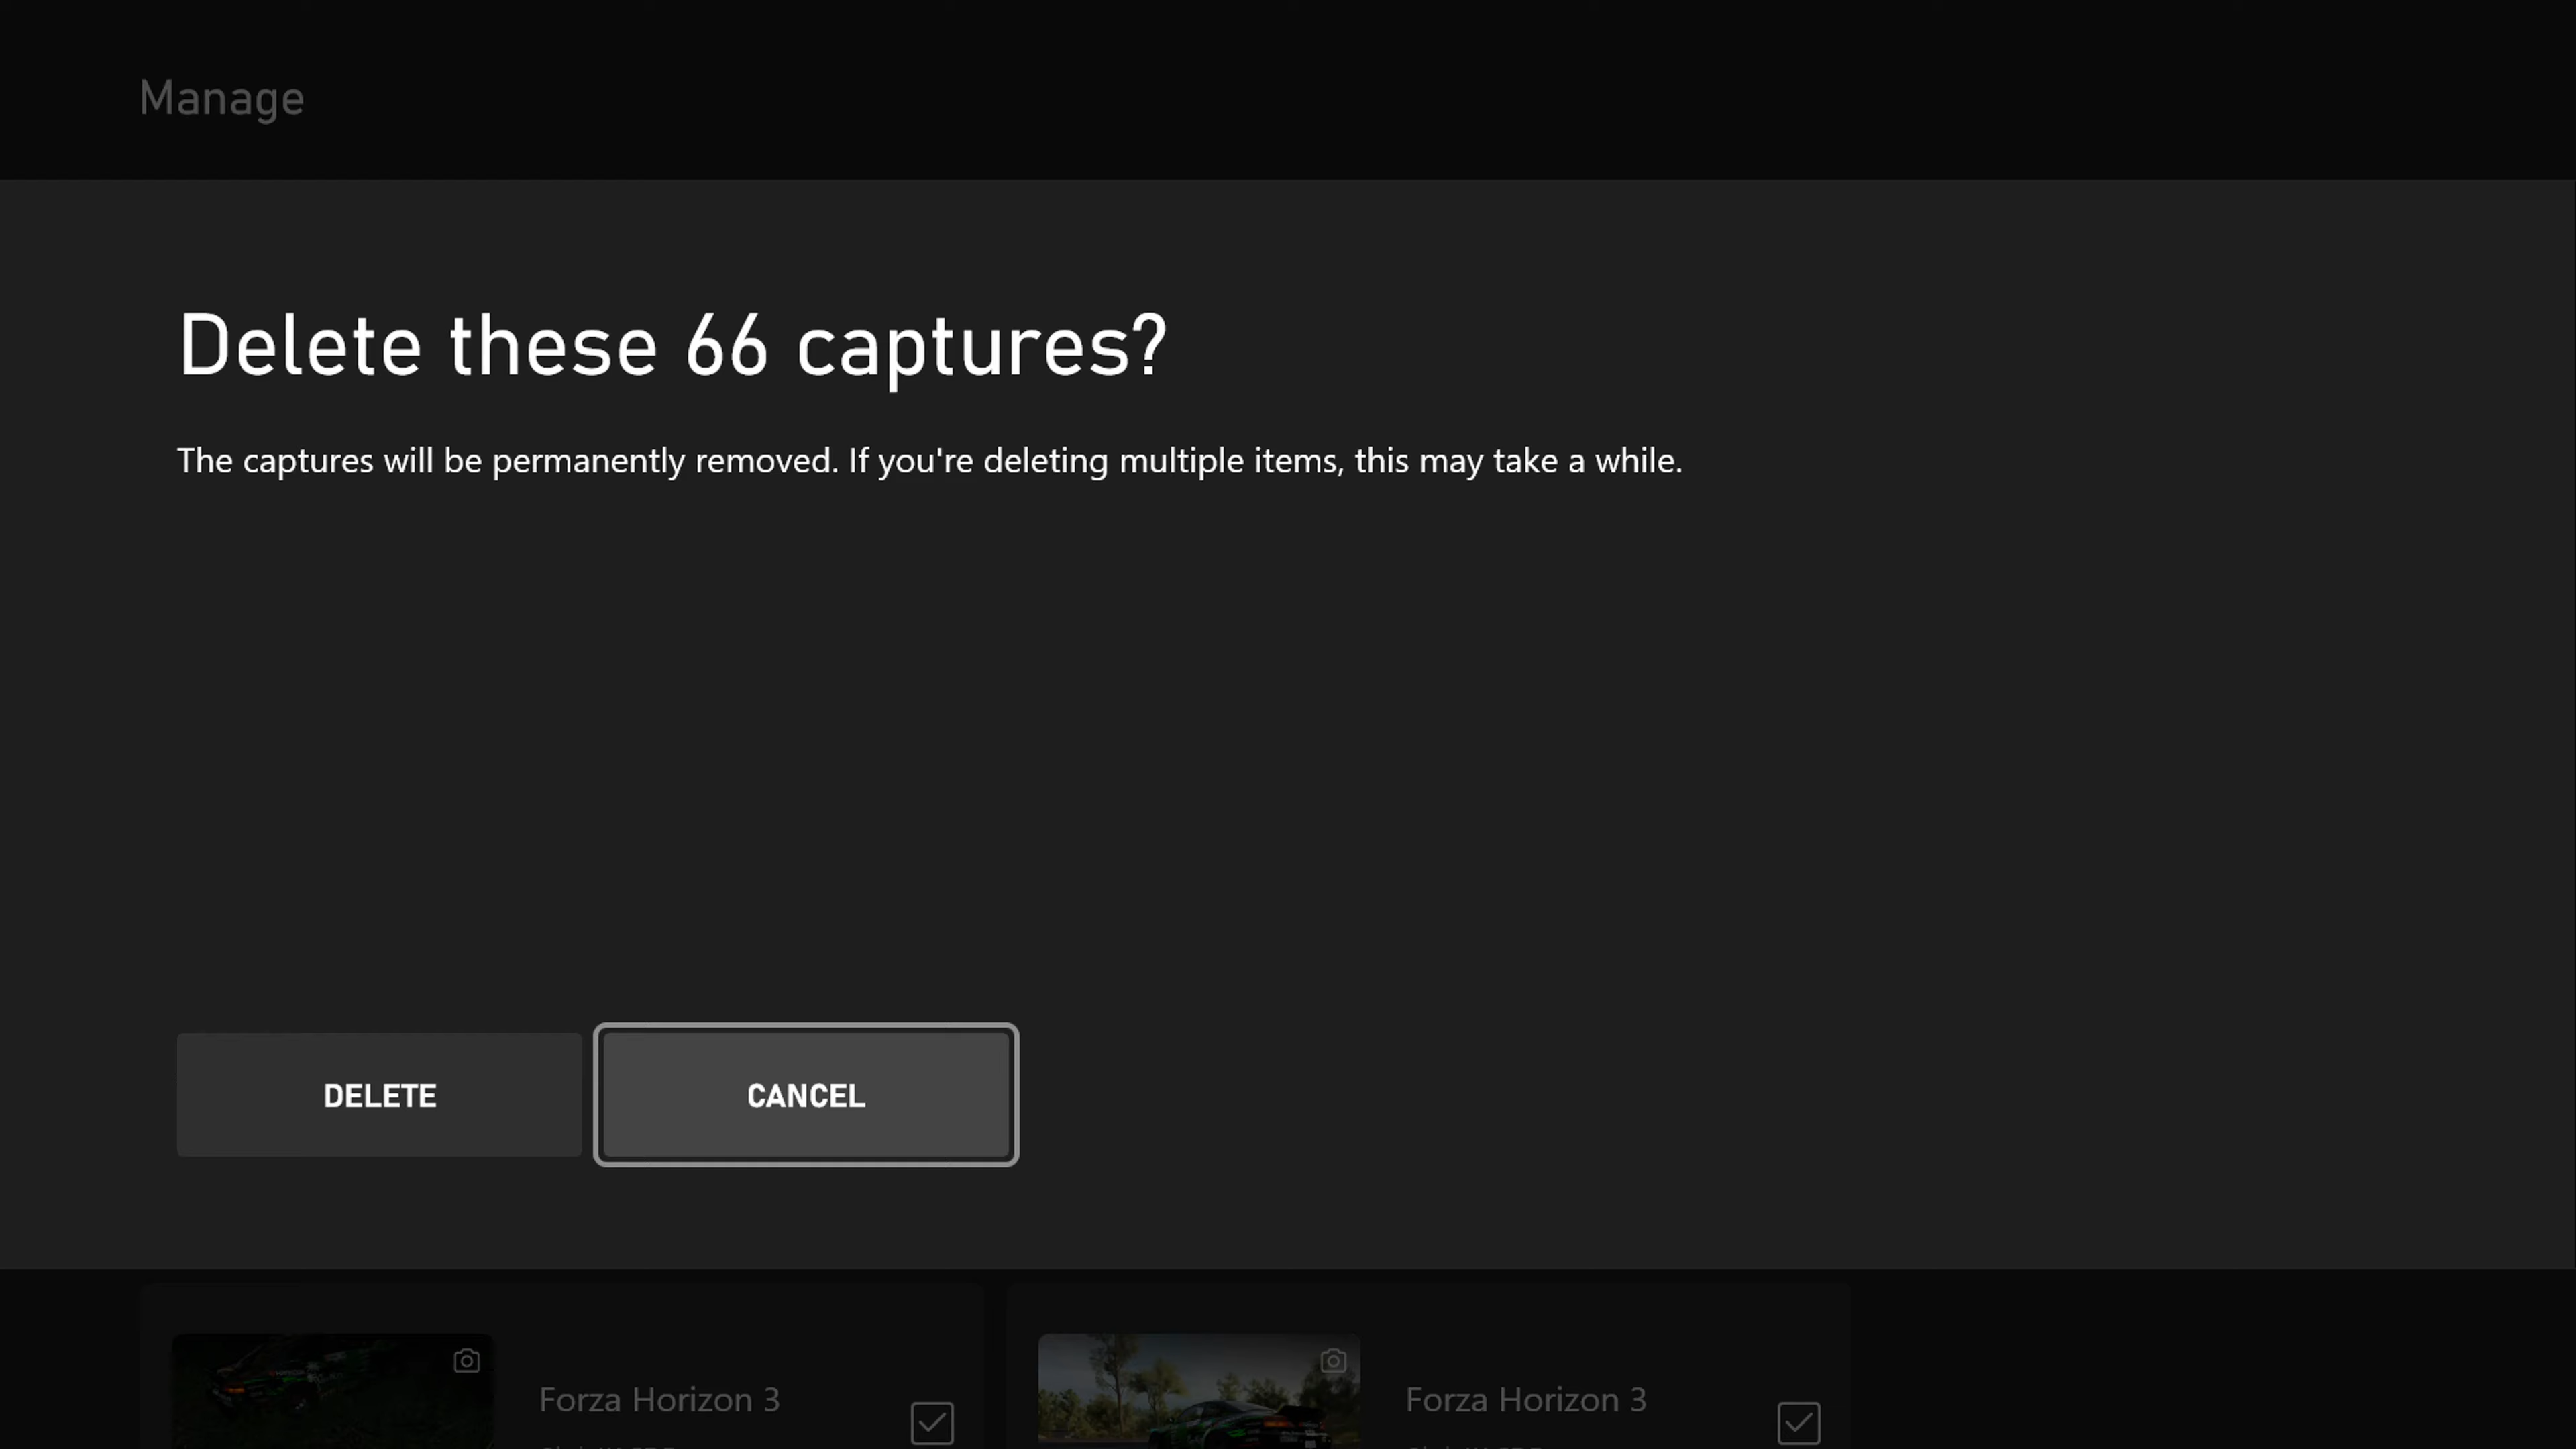 Manage
Delete these 66 captures?
The captures will be permanently removed. If you're deleting multiple items, this may take a while.
DELETE
CANCEL
Forza Horizon 3
Forza Horizon 3